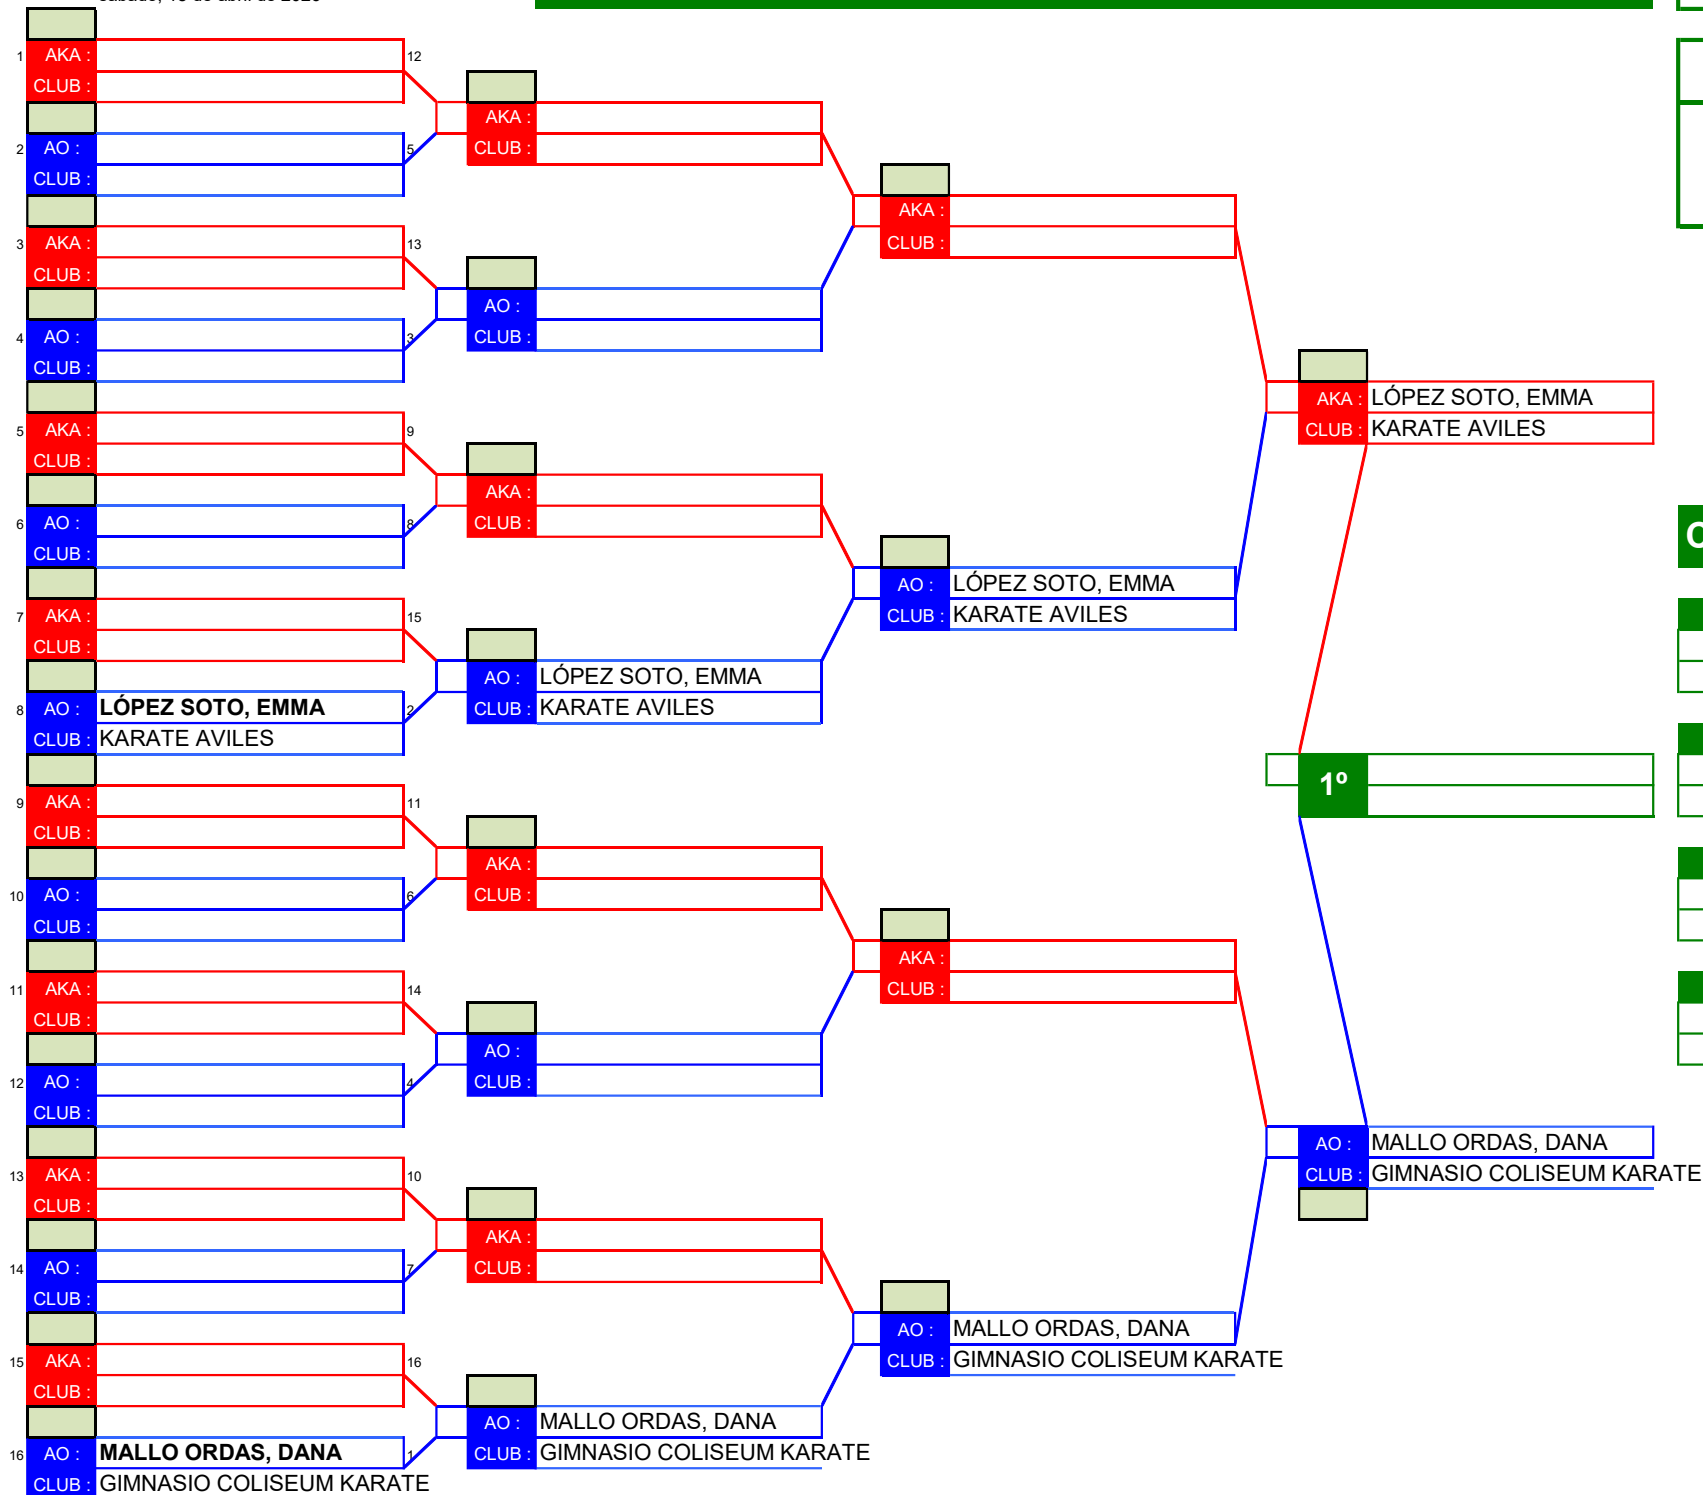 1 AKA : 12
CLUB :
2 AO : 5
CLUB :
AKA :
CLUB :
3 AKA : 13
CLUB :
4 AO : 3
CLUB :
AO :
CLUB :
AKA :
CLUB :
5 AKA : 9
CLUB :
6 AO : 8
CLUB :
AKA :
CLUB :
7 AKA : 15
CLUB :
8 AO : LÓPEZ SOTO, EMMA 2
CLUB : KARATE AVILES
AO : LÓPEZ SOTO, EMMA
CLUB : KARATE AVILES
AO : LÓPEZ SOTO, EMMA
CLUB : KARATE AVILES
AKA : LÓPEZ SOTO, EMMA
CLUB : KARATE AVILES
1º
9 AKA : 11
CLUB :
10 AO : 6
CLUB :
AKA :
CLUB :
11 AKA : 14
CLUB :
12 AO : 4
CLUB :
AO :
CLUB :
AKA :
CLUB :
13 AKA : 10
CLUB :
14 AO : 7
CLUB :
AKA :
CLUB :
15 AKA : 16
CLUB :
16 AO : MALLO ORDAS, DANA 1
CLUB : GIMNASIO COLISEUM KARATE
AO : MALLO ORDAS, DANA
CLUB : GIMNASIO COLISEUM KARATE
AO : MALLO ORDAS, DANA
CLUB : GIMNASIO COLISEUM KARATE
AO : MALLO ORDAS, DANA
CLUB : GIMNASIO COLISEUM KARATE